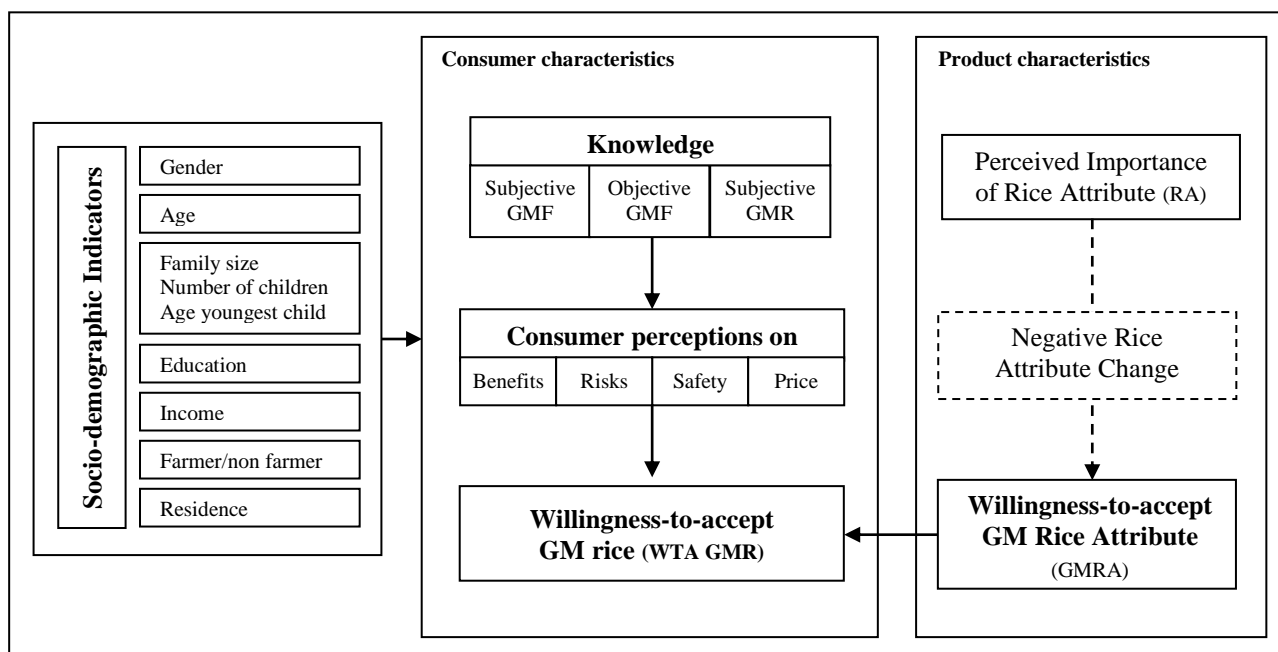 Socio-demographic Indicators
Gender
Age
Family size
Number of children
Age youngest child
Education
Income
Farmer/non farmer
Residence
Consumer characteristics
Knowledge
Subjective
GMF
Objective
GMF
Subjective
GMR
Consumer perceptions on
Benefits
Risks
Safety
Price
Willingness-to-accept
GM rice (WTA GMR)
Product characteristics
Perceived Importance
of Rice Attribute (RA)
Negative Rice
Attribute Change
Willingness-to-accept
GM Rice Attribute
(GMRA)